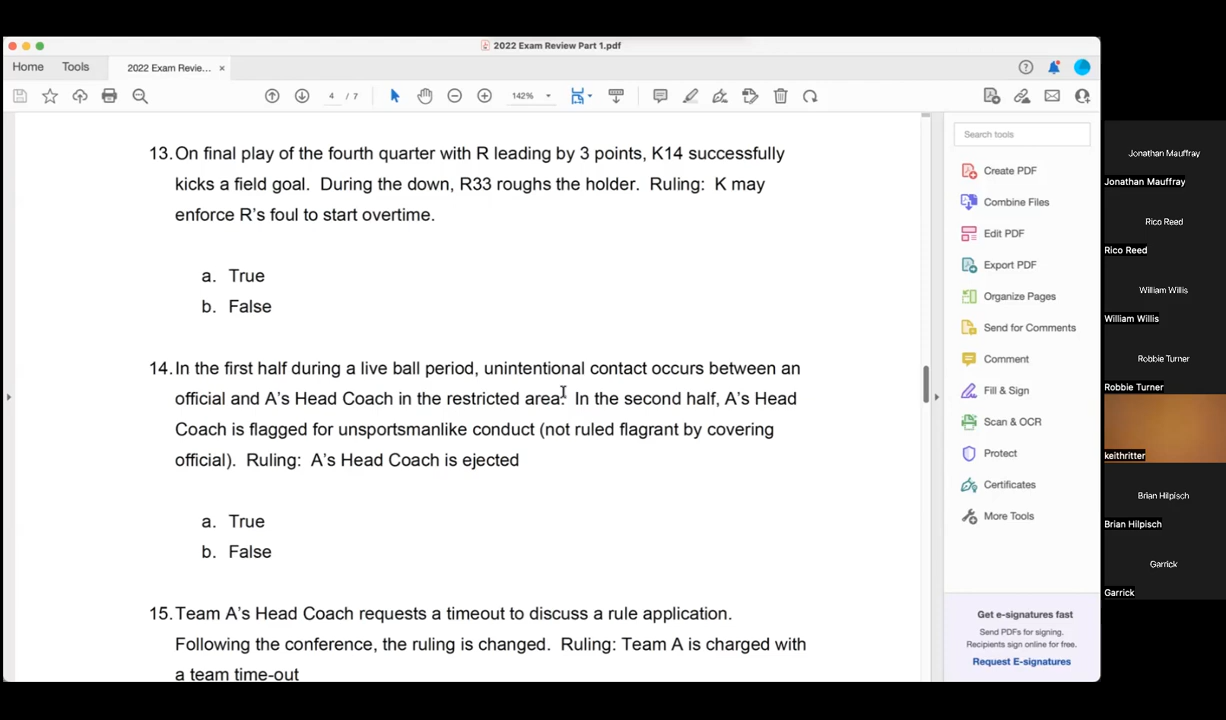 2022 Exam Review Part 1.pdf
Home
Tools
2022 Exam Revie... ×
4 / 7
142%
13. On final play of the fourth quarter with R leading by 3 points, K14 successfully
kicks a field goal. During the down, R33 roughs the holder. Ruling: K may
enforce R's foul to start overtime.
a. True
b. False
14. In the first half during a live ball period, unintentional contact occurs between an
official and A's Head Coach in the restricted area. In the second half, A's Head
Coach is flagged for unsportsmanlike conduct (not ruled flagrant by covering
official). Ruling: A's Head Coach is ejected
a. True
b. False
15. Team A's Head Coach requests a timeout to discuss a rule application.
Following the conference, the ruling is changed. Ruling: Team A is charged with
a team time-out
Search tools
Create PDF
Combine Files
Edit PDF
Export PDF
Organize Pages
Send for Comments
Comment
Fill & Sign
Scan & OCR
Protect
Certificates
More Tools
Get e-signatures fast
Send PDFs for signing.
Recipients sign online for free.
Request E-signatures
Jonathan Mauffray
Jonathan Mauffray
Rico Reed
Rico Reed
William Willis
William Willis
Robbie Turner
Robbie Turner
keithritter
Brian Hilpisch
Brian Hilpisch
Garrick
Garrick